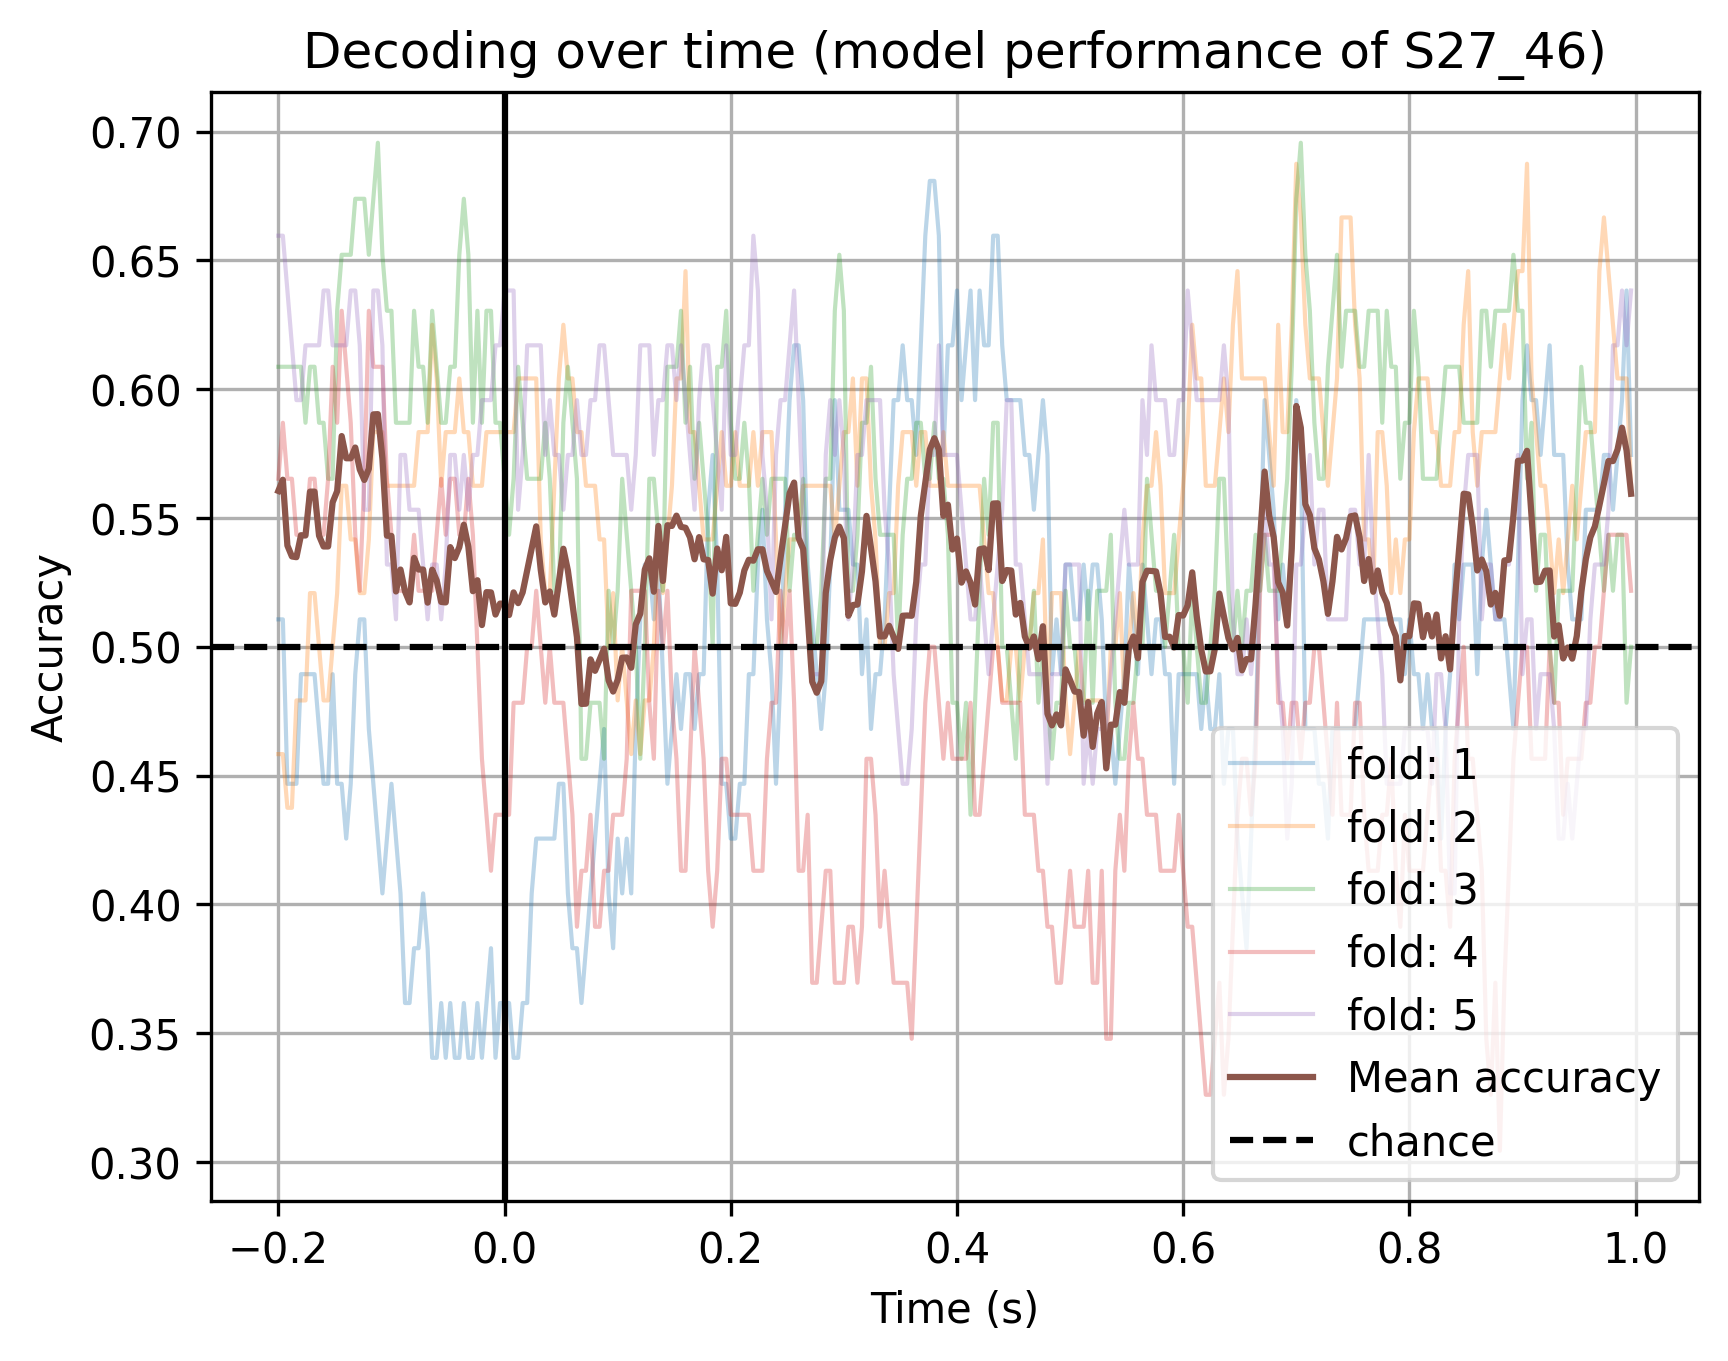 Decoding over time (model performance of S27_46)
Accuracy
0.70
0.65
0.60
0.55
0.50
0.45
0.40
0.35
0.30
fold: 1
fold: 2
fold: 3
fold: 4
fold: 5
Mean accuracy
chance
−0.2 0.0 0.2 0.4 0.6 0.8 1.0
Time (s)